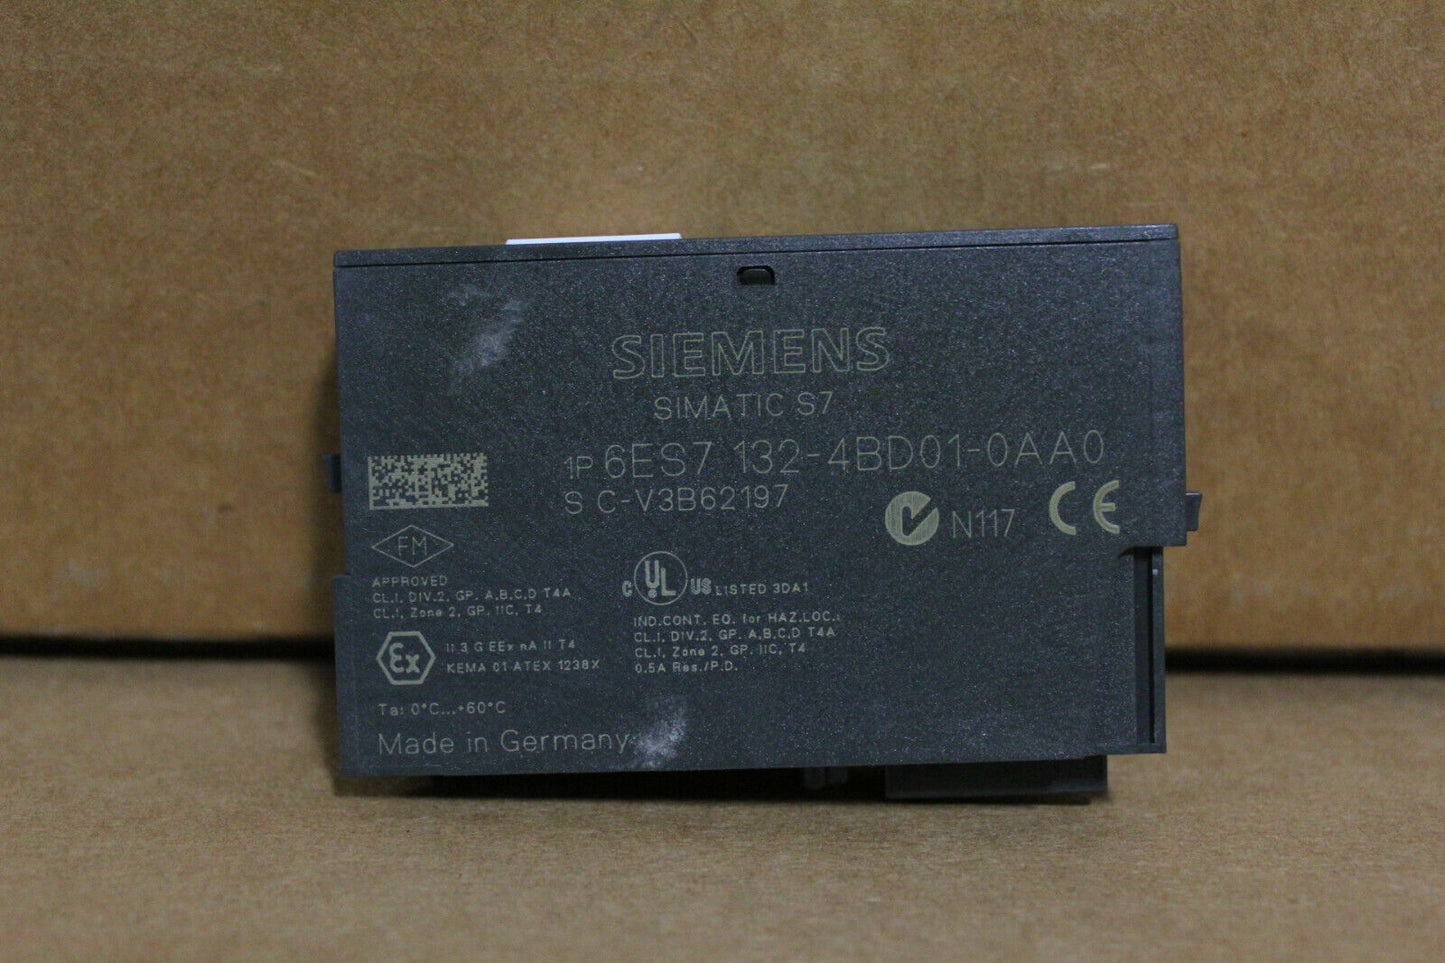 SIEMENS
SIMATIC S7
1P 6ES7 132-4BD01-0AA0
S C-V3B62197
N117 CE
FM
APPROVED
CL.I, DIV.2, GP. A,B,C,D T4A
CL.I, Zone 2, GP. IIC, T4
C UL US LISTED 3DA1
IND.CONT. EQ. for HAZ.LOC.:
CL.I, DIV.2, GP. A,B,C,D T4A
CL.I, Zone 2, GP. IIC, T4
0.5A Res./P.D.
Ex II 3 G EEx nA II T4
KEMA 01 ATEX 1238X
Ta: 0°C...+60°C
Made in Germany